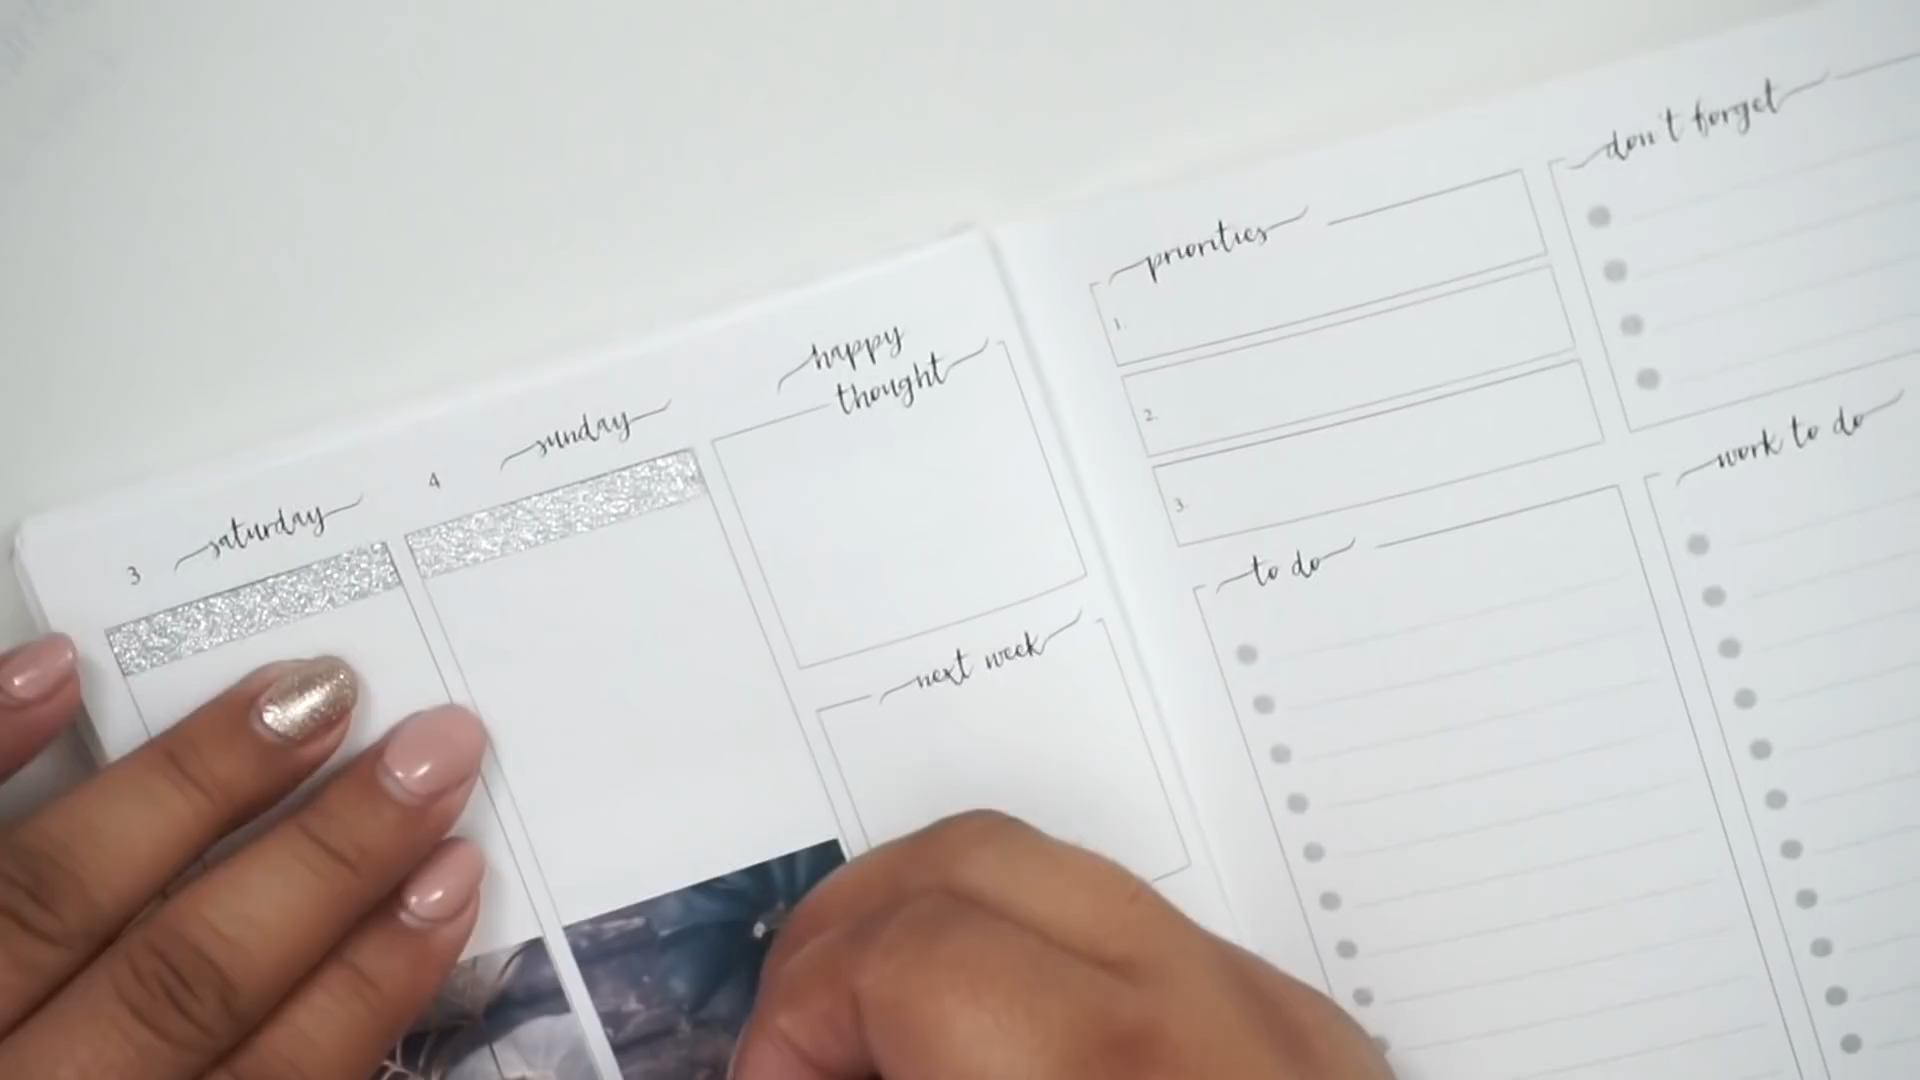 3 saturday
4 sunday
happy
thought
next week
priorities
1.
2.
3.
to do
don't forget
work to do